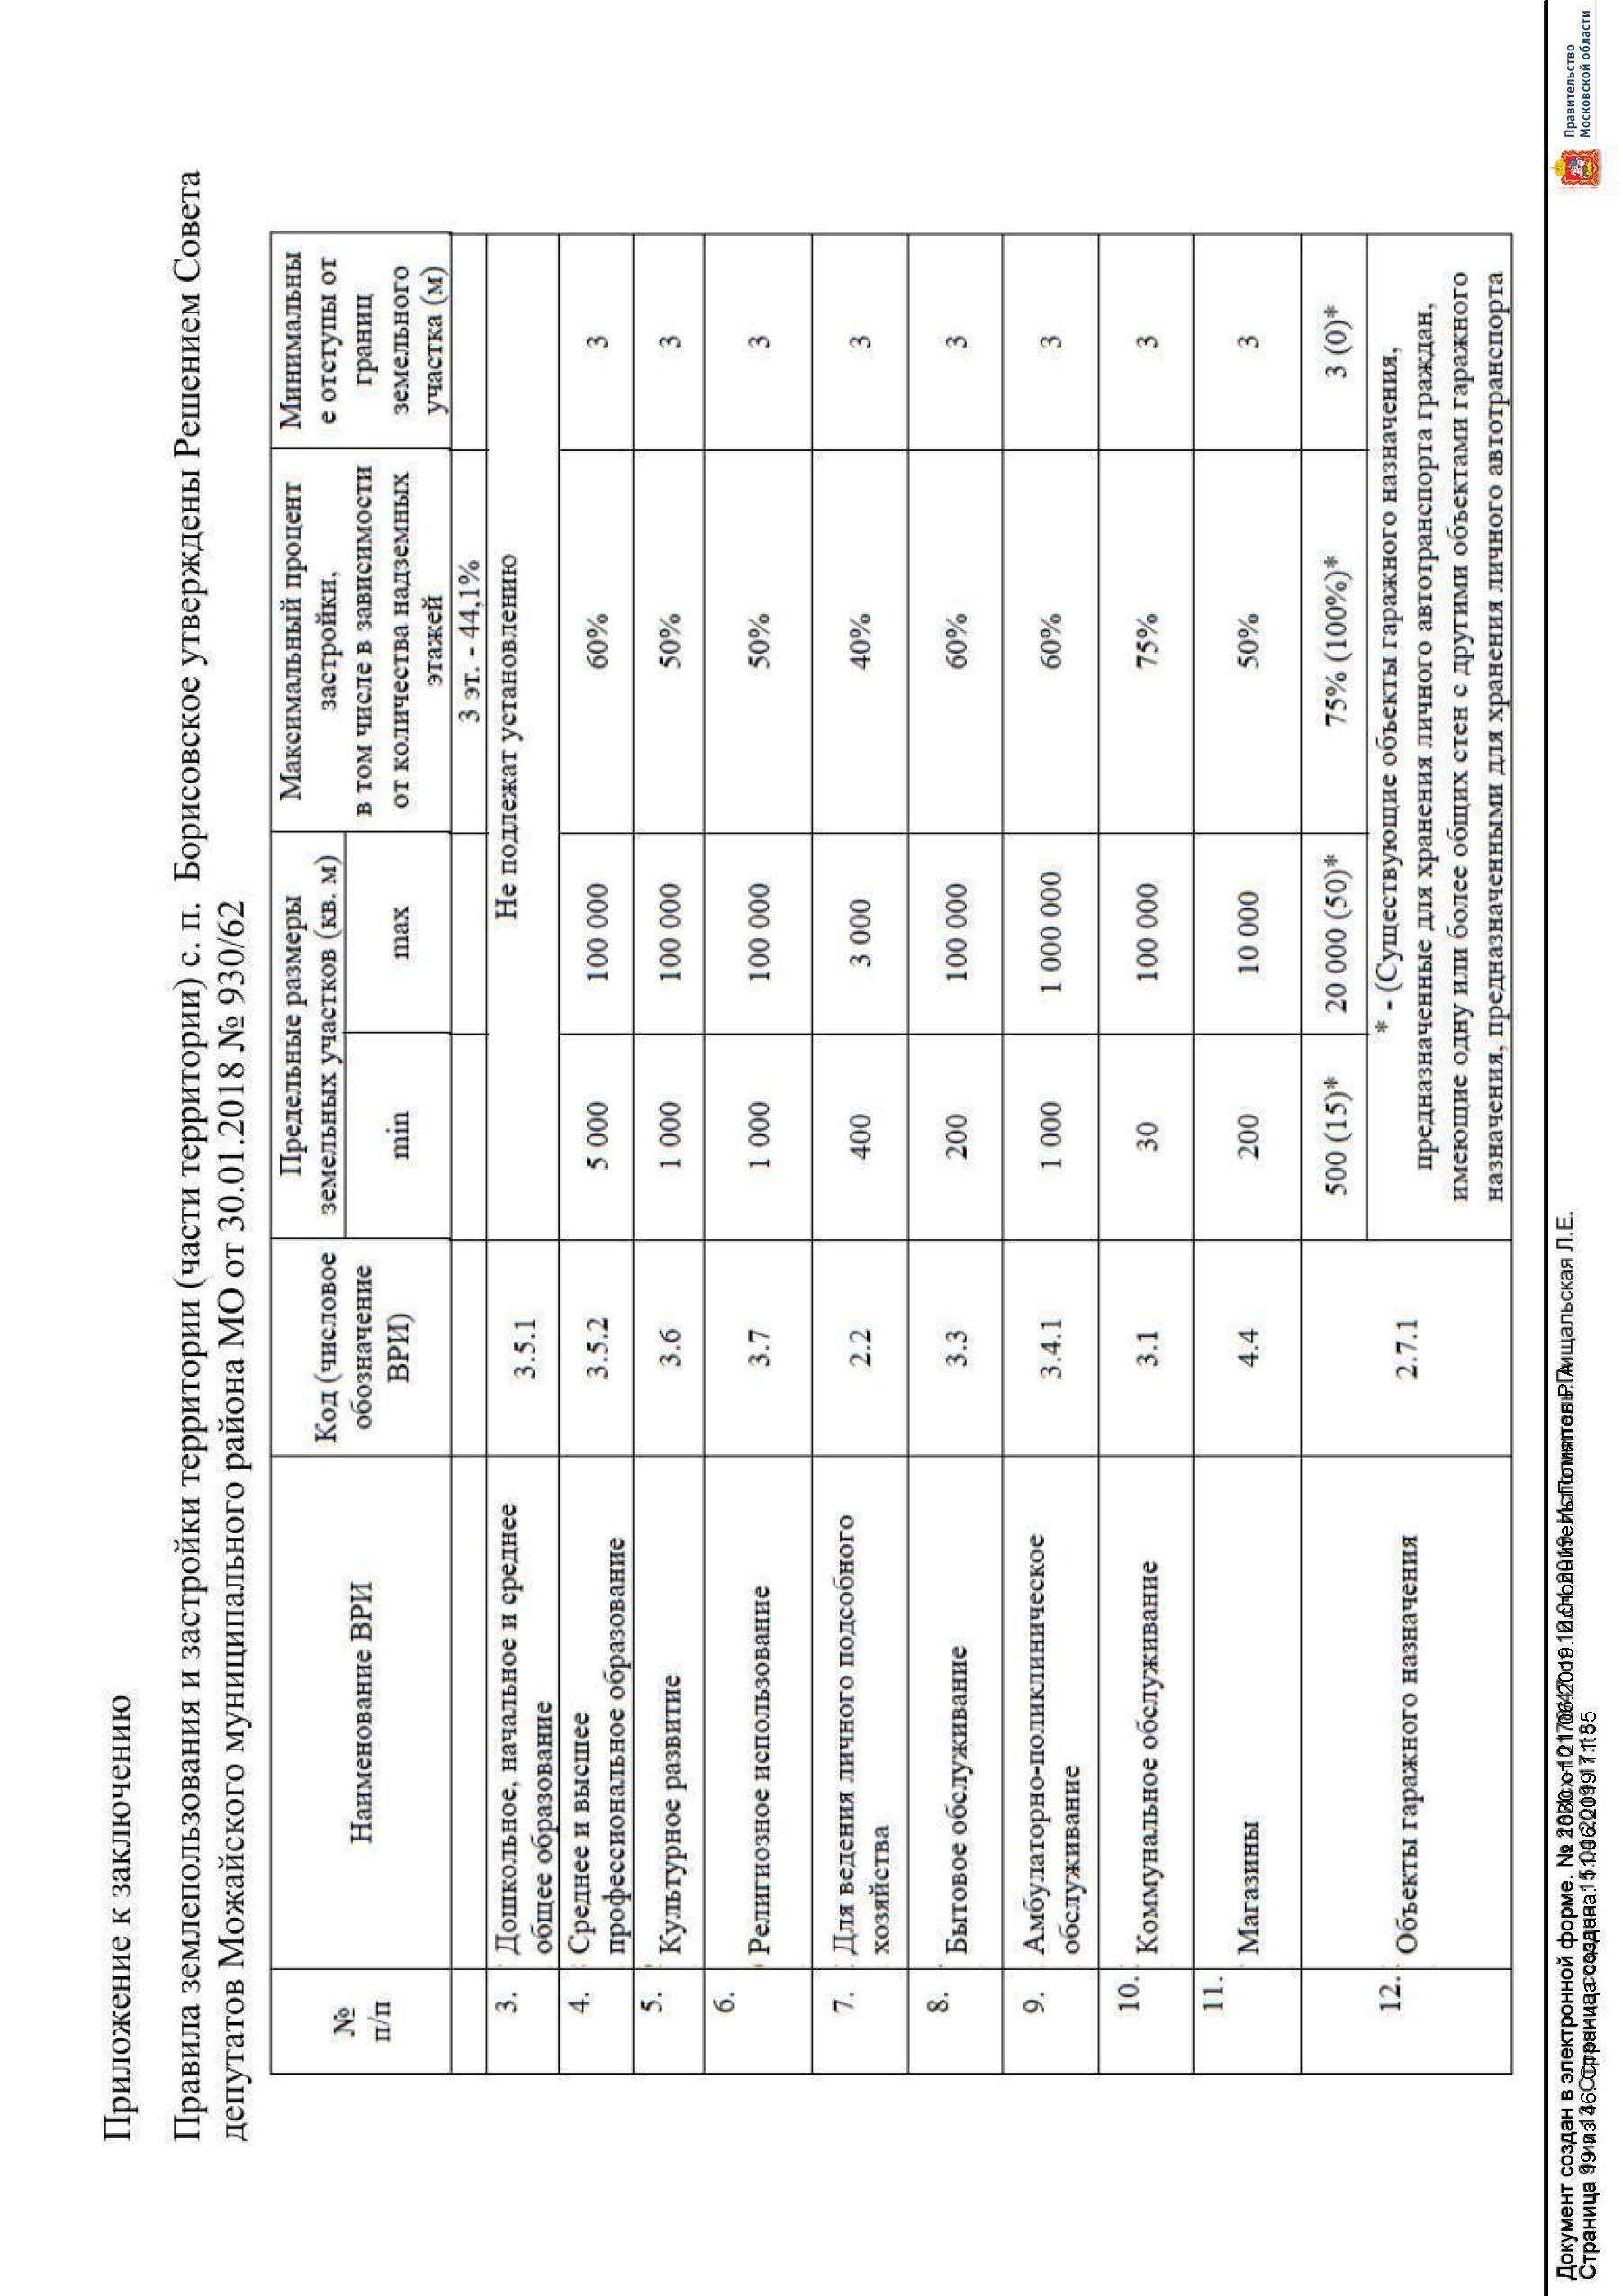 Приложение к заключению
Правила землепользования и застройки территории (части территории) с. п. Борисовское утверждены Решением Совета
депутатов Можайского муниципального района МО от 30.01.2018 № 930/62
№
п/п
Наименование ВРИ
Код (числовое
обозначение
ВРИ)
Предельные размеры
земельных участков (кв. м)
min
max
Максимальный процент
застройки,
в том числе в зависимости
от количества надземных
этажей
Минимальны
е отступы от
границ
земельного
участка (м)
3 эт. - 44,1%
3. Дошкольное, начальное и среднее
общее образование
3.5.1
Не подлежат установлению
4. Среднее и высшее
профессиональное образование
3.5.2 5 000 100 000 60% 3
5. Культурное развитие 3.6 1 000 100 000 50% 3
6. Религиозное использование 3.7 1 000 100 000 50% 3
7. Для ведения личного подсобного
хозяйства
2.2 400 3 000 40% 3
8. Бытовое обслуживание 3.3 200 100 000 60% 3
9. Амбулаторно-поликлиническое
обслуживание
3.4.1 1 000 1 000 000 60% 3
10. Коммунальное обслуживание 3.1 30 100 000 75% 3
11. Магазины 4.4 200 10 000 50% 3
12. Объекты гаражного назначения 2.7.1
500 (15)* 20 000 (50)* 75% (100%)* 3 (0)*
* - (Существующие объекты гаражного назначения,
предназначенные для хранения личного автотранспорта граждан,
имеющие одну или более общих стен с другими объектами гаражного
назначения, предназначенными для хранения личного автотранспорта
Документ создан в электронной форме. №
Пищальская Л.Е.
Страница
Правительство
Московской области